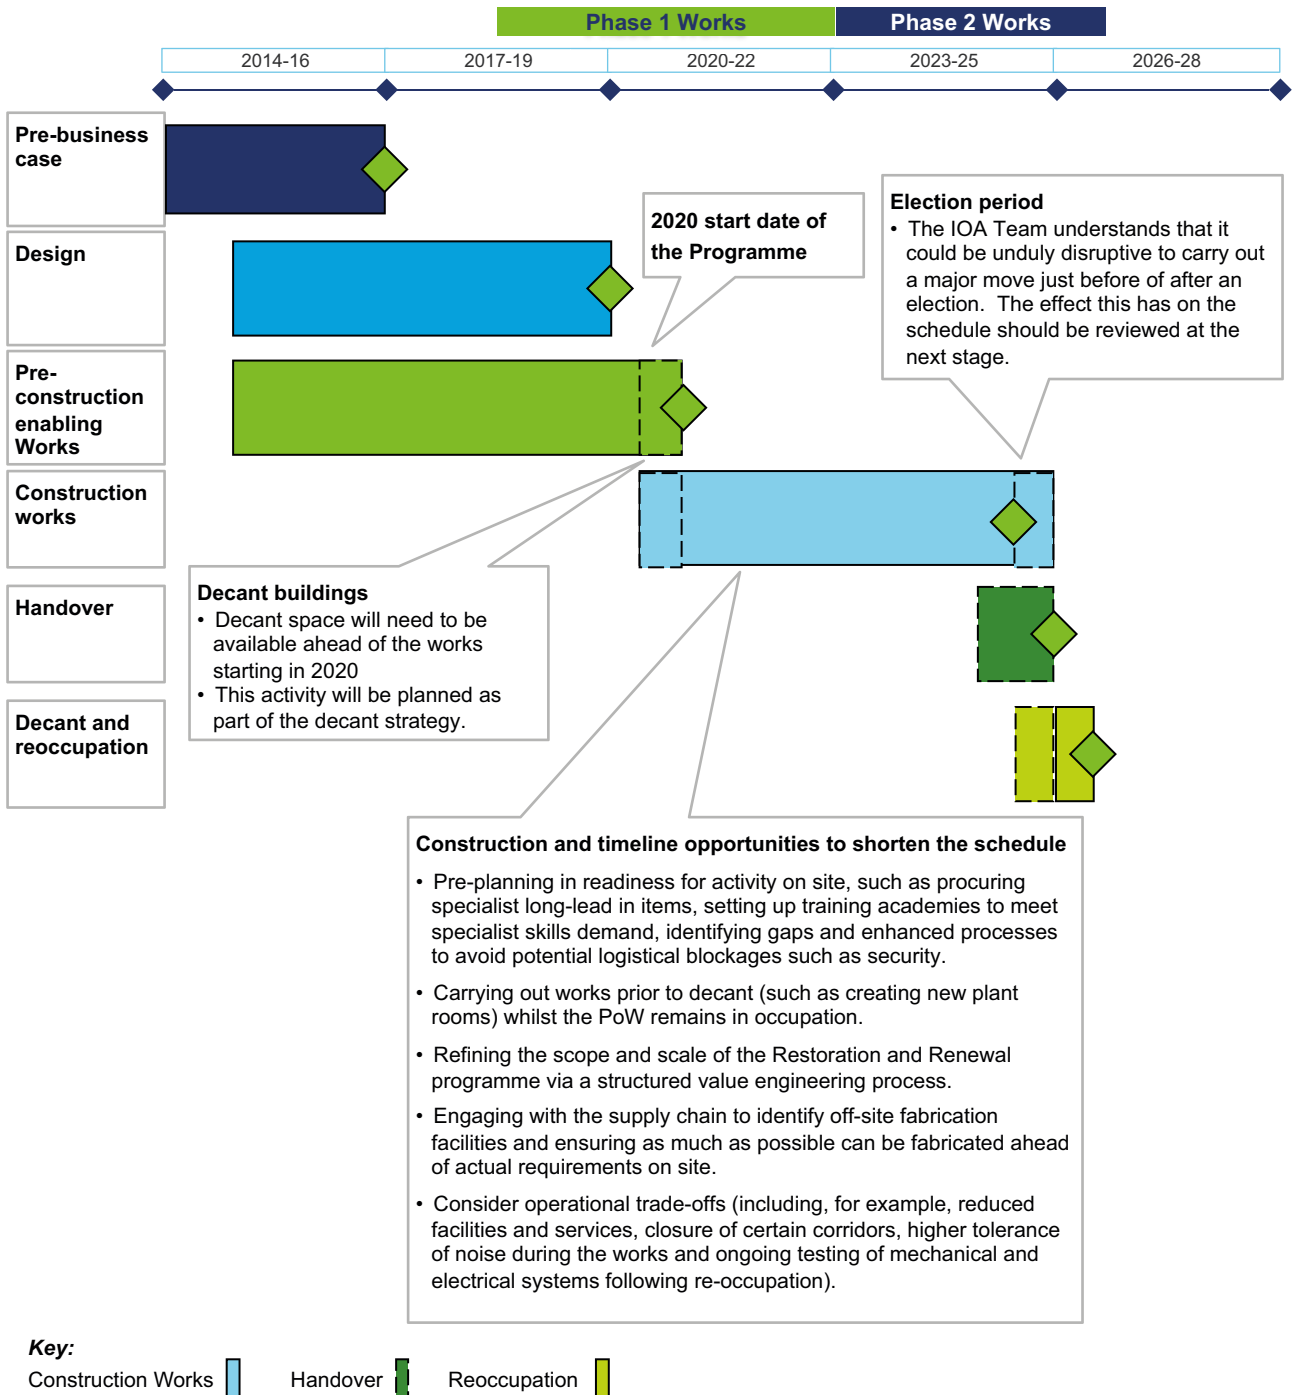 Phase 1 Works
Phase 2 Works
2014-16
2017-19
2020-22
2023-25
2026-28
Pre-business
case
Design
2020 start date of
the Programme
Election period
• The IOA Team understands that it
could be unduly disruptive to carry out
a major move just before of after an
election. The effect this has on the
schedule should be reviewed at the
next stage.
Pre-
construction
enabling
Works
Construction
works
Decant buildings
• Decant space will need to be
available ahead of the works
starting in 2020
• This activity will be planned as
part of the decant strategy.
Handover
Decant and
reoccupation
Construction and timeline opportunities to shorten the schedule
• Pre-planning in readiness for activity on site, such as procuring
specialist long-lead in items, setting up training academies to meet
specialist skills demand, identifying gaps and enhanced processes
to avoid potential logistical blockages such as security.
• Carrying out works prior to decant (such as creating new plant
rooms) whilst the PoW remains in occupation.
• Refining the scope and scale of the Restoration and Renewal
programme via a structured value engineering process.
• Engaging with the supply chain to identify off-site fabrication
facilities and ensuring as much as possible can be fabricated ahead
of actual requirements on site.
• Consider operational trade-offs (including, for example, reduced
facilities and services, closure of certain corridors, higher tolerance
of noise during the works and ongoing testing of mechanical and
electrical systems following re-occupation).
Key:
Construction Works
Handover
Reoccupation